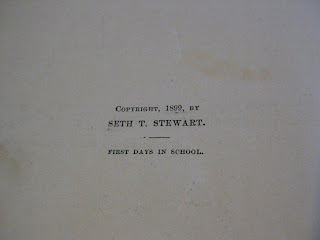 COPYRIGHT, 1899, BY
SETH T. STEWART.
FIRST DAYS IN SCHOOL.